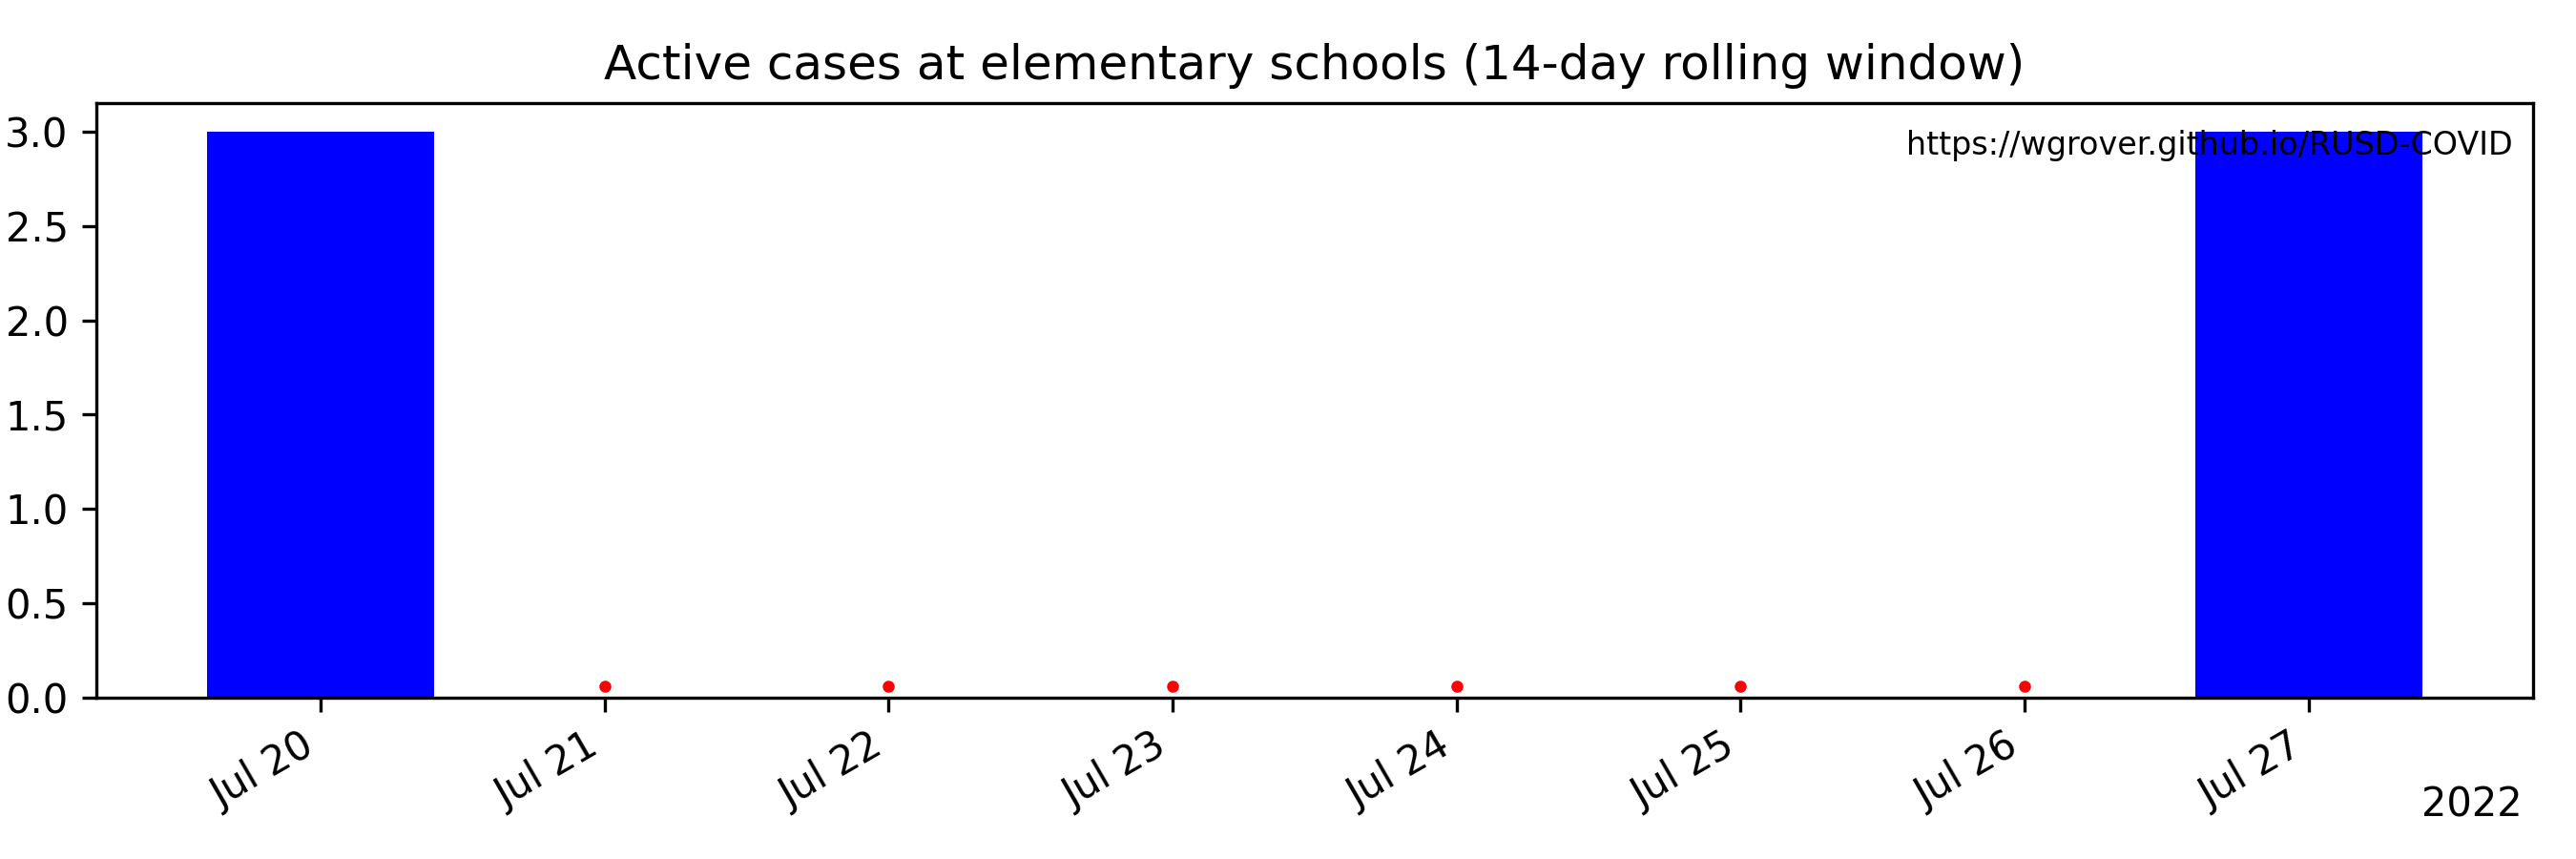 Active cases at elementary schools (14-day rolling window)
https://wgrover.github.io/RUSD-COVID
3.0
2.5
2.0
1.5
1.0
0.5
0.0
Jul 20
Jul 21
Jul 22
Jul 23
Jul 24
Jul 25
Jul 26
Jul 27
2022